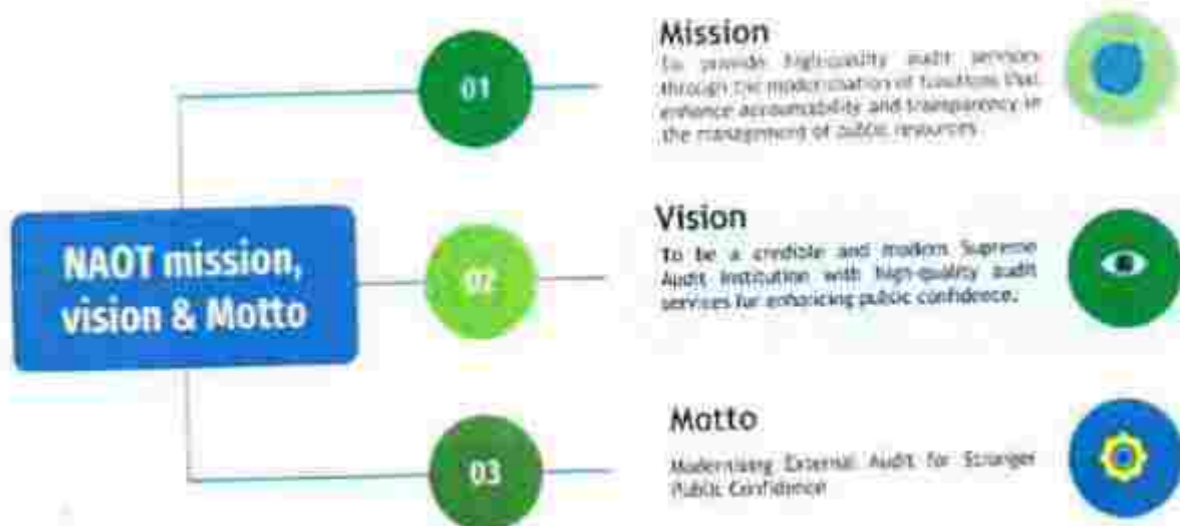 NAOT mission,
vision & Motto
01
Mission
To provide high-quality audit services
through the modernisation of functions that
enhance accountability and transparency in
the management of public resources
02
Vision
To be a credible and modern Supreme
Audit Institution with high-quality audit
services for enhancing public confidence.
03
Motto
Modernising External Audit for Stronger
Public Confidence